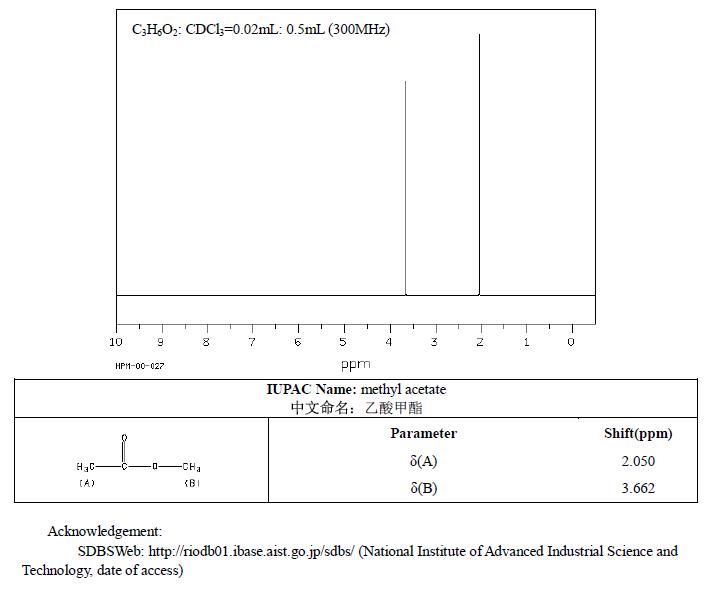 C₃H₆O₂: CDCl₃=0.02mL: 0.5mL (300MHz)
10 9 8 7 6 5 4 3 2 1 0
HPM-00-027
ppm
IUPAC Name: methyl acetate
中文命名：乙酸甲酯
Parameter Shift(ppm)
O
H₃C C O CH₃
(A) (B)
δ(A) 2.050
δ(B) 3.662
Acknowledgement:
SDBSWeb: http://riodb01.ibase.aist.go.jp/sdbs/ (National Institute of Advanced Industrial Science and
Technology, date of access)